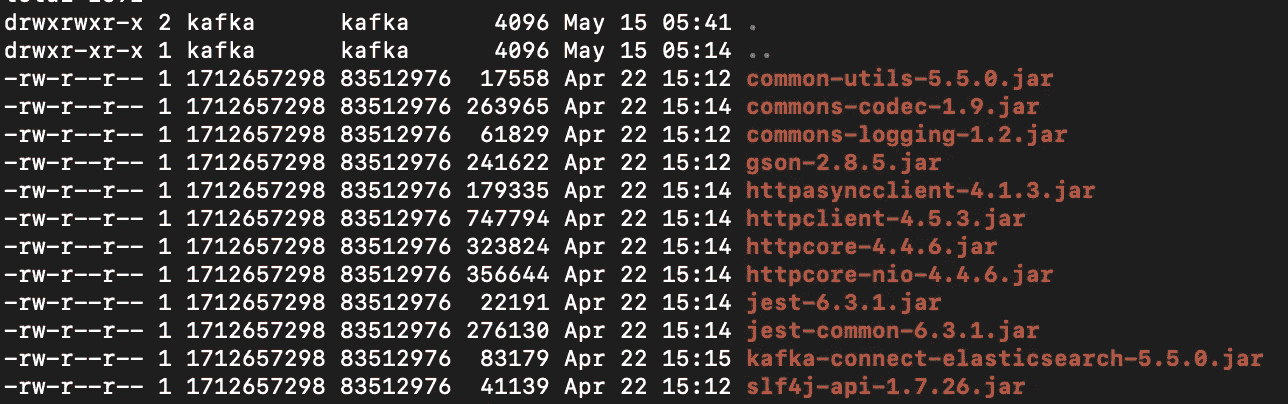 drwxrwxr-x 2 kafka kafka 4096 May 15 05:41 .
drwxr-xr-x 1 kafka kafka 4096 May 15 05:14 ..
-rw-r--r-- 1 1712657298 83512976 17558 Apr 22 15:12 common-utils-5.5.0.jar
-rw-r--r-- 1 1712657298 83512976 263965 Apr 22 15:14 commons-codec-1.9.jar
-rw-r--r-- 1 1712657298 83512976 61829 Apr 22 15:12 commons-logging-1.2.jar
-rw-r--r-- 1 1712657298 83512976 241622 Apr 22 15:12 gson-2.8.5.jar
-rw-r--r-- 1 1712657298 83512976 179335 Apr 22 15:14 httpasyncclient-4.1.3.jar
-rw-r--r-- 1 1712657298 83512976 747794 Apr 22 15:14 httpclient-4.5.3.jar
-rw-r--r-- 1 1712657298 83512976 323824 Apr 22 15:14 httpcore-4.4.6.jar
-rw-r--r-- 1 1712657298 83512976 356644 Apr 22 15:14 httpcore-nio-4.4.6.jar
-rw-r--r-- 1 1712657298 83512976 22191 Apr 22 15:14 jest-6.3.1.jar
-rw-r--r-- 1 1712657298 83512976 276130 Apr 22 15:14 jest-common-6.3.1.jar
-rw-r--r-- 1 1712657298 83512976 83179 Apr 22 15:15 kafka-connect-elasticsearch-5.5.0.jar
-rw-r--r-- 1 1712657298 83512976 41139 Apr 22 15:12 slf4j-api-1.7.26.jar